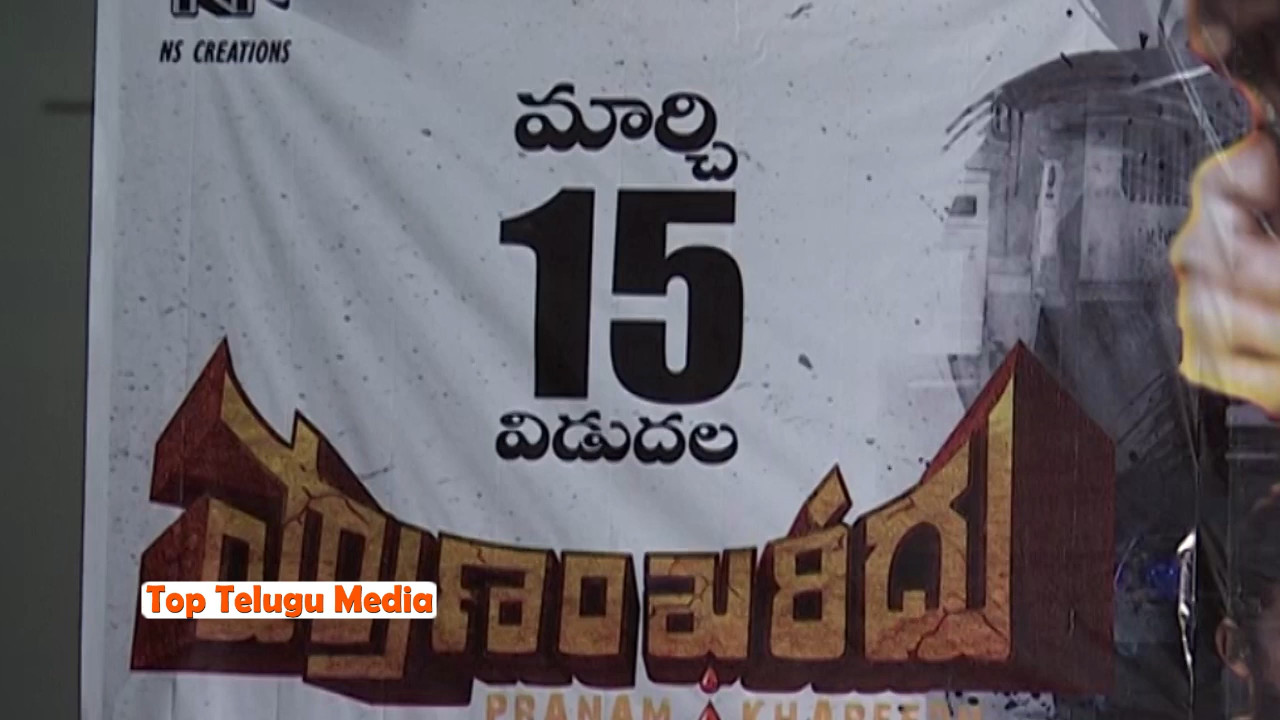 NS CREATIONS
మార్చి
15
విడుదల
ప్రాణం ఖరీదు
Top Telugu Media
PRANAM KHAREEDU